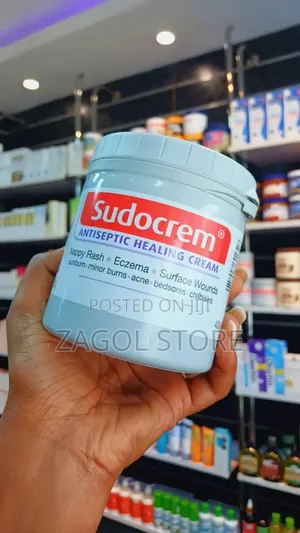 Sudocrem®
ANTISEPTIC HEALING CREAM
Nappy Rash • Eczema • Surface Wounds
sunburn • minor burns • acne • bedsores • chilblains
POSTED ON JIJI
ZAGOL STORE